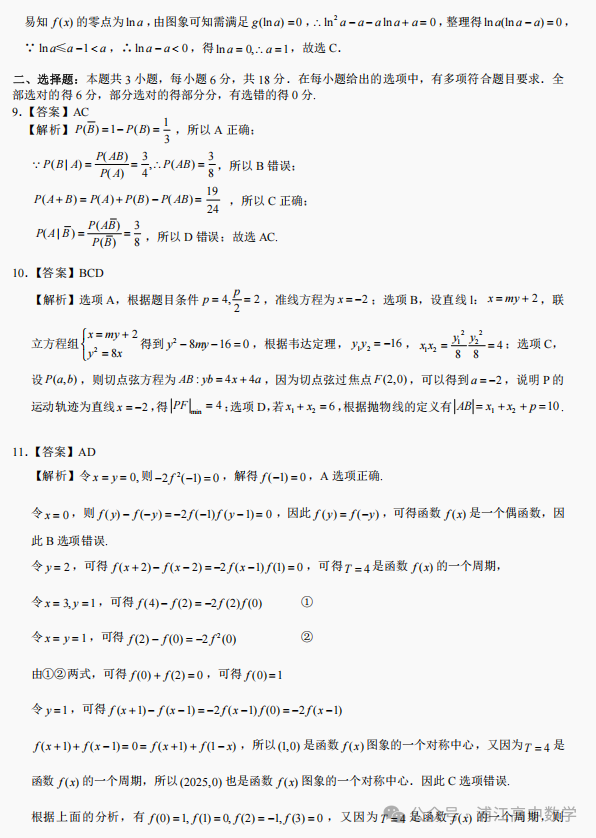 易知 f(x) 的零点为 ln a ,由图象可知需满足 g(ln a) = 0 ,∴ ln²a − a − a ln a + a = 0 ,整理得 ln a(ln a − a) = 0 ,
∵ ln a ≤ a − 1 < a ,∴ ln a − a < 0 ,得 ln a = 0,∴ a = 1 ,故选 C.
二、选择题:本题共 3 小题,每小题 6 分,共 18 分.在每小题给出的选项中,有多项符合题目要求.全
部选对的得 6 分,部分选对的得部分分,有选错的得 0 分.
9.【答案】AC
【解析】P(B̅) = 1 − P(B) = 1/3 ,所以 A 正确;
∵ P(B | A) = P(AB)/P(A) = 3/4 ,∴ P(AB) = 3/8 ,所以 B 错误;
P(A + B) = P(A) + P(B) − P(AB) = 19/24 ,所以 C 正确;
P(A | B̅) = P(AB̅)/P(B̅) = 3/8 ,所以 D 错误;故选 AC.
10.【答案】BCD
【解析】选项 A,根据题目条件 p = 4, p/2 = 2 ,准线方程为 x = −2 ;选项 B,设直线 l: x = my + 2 ,联
立方程组 { x = my + 2 y² = 8x 得到 y² − 8my − 16 = 0 ,根据韦达定理, y₁y₂ = −16 , x₁x₂ = y₁²/8 y₂²/8 = 4 ;选项 C,
设 P(a,b) ,则切点弦方程为 AB : yb = 4x + 4a ,因为切点弦过焦点 F(2,0) ,可以得到 a = −2 ,说明 P 的
运动轨迹为直线 x = −2 ,得 |PF|min = 4 ;选项 D,若 x₁ + x₂ = 6 ,根据抛物线的定义有 |AB| = x₁ + x₂ + p = 10 .
11.【答案】AD
【解析】令 x = y = 0, 则 −2f²(−1) = 0 ,解得 f(−1) = 0 ,A 选项正确.
令 x = 0 ,则 f(y) − f(−y) = −2f(−1)f(y − 1) = 0 ,因此 f(y) = f(−y) ,可得函数 f(x) 是一个偶函数,因
此 B 选项错误.
令 y = 2 ,可得 f(x + 2) − f(x − 2) = −2f(x − 1)f(1) = 0 ,可得 T = 4 是函数 f(x) 的一个周期,
令 x = 3, y = 1 ,可得 f(4) − f(2) = −2f(2)f(0) ①
令 x = y = 1 ,可得 f(2) − f(0) = −2f²(0) ②
由①②两式,可得 f(0) + f(2) = 0 ,可得 f(0) = 1
令 y = 1 ,可得 f(x + 1) − f(x − 1) = −2f(x − 1)f(0) = −2f(x − 1)
f(x + 1) + f(x − 1) = 0 = f(x + 1) + f(1 − x) ,所以 (1,0) 是函数 f(x) 图象的一个对称中心,又因为 T = 4 是
函数 f(x) 的一个周期,所以 (2025,0) 也是函数 f(x) 图象的一个对称中心.因此 C 选项错误.
根据上面的分析,有 f(0) = 1, f(1) = 0, f(2) = −1, f(3) = 0 ,又因为 T = 4 是函数 f(x) 的一个周期,则
公众号 · 浦江高中数学